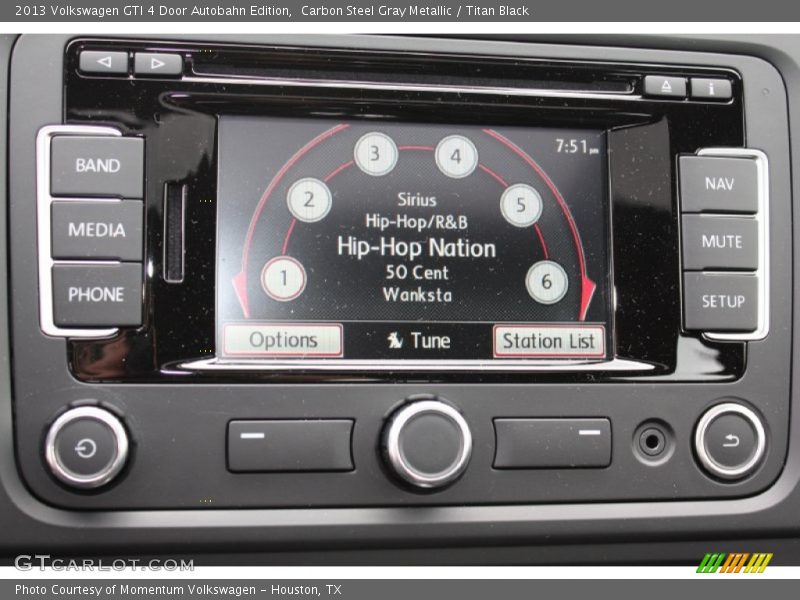 2013 Volkswagen GTI 4 Door Autobahn Edition,  Carbon Steel Gray Metallic / Titan Black
i
BAND
MEDIA
PHONE
7:51pm
1
2
3
4
5
6
Sirius
Hip-Hop/R&B
Hip-Hop Nation
50 Cent
Wanksta
Options
Tune
Station List
NAV
MUTE
SETUP
GTCARLOT.COM
Photo Courtesy of Momentum Volkswagen - Houston, TX